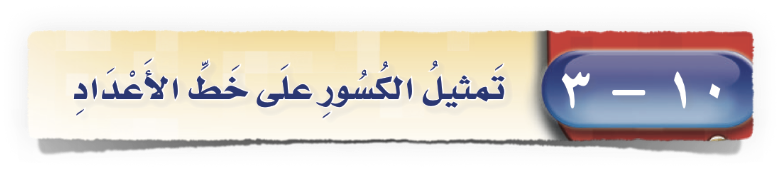 ١٠ – ٣ تَمثيلُ الكُسُورِ علَى خَطِّ الأَعْدَادِ